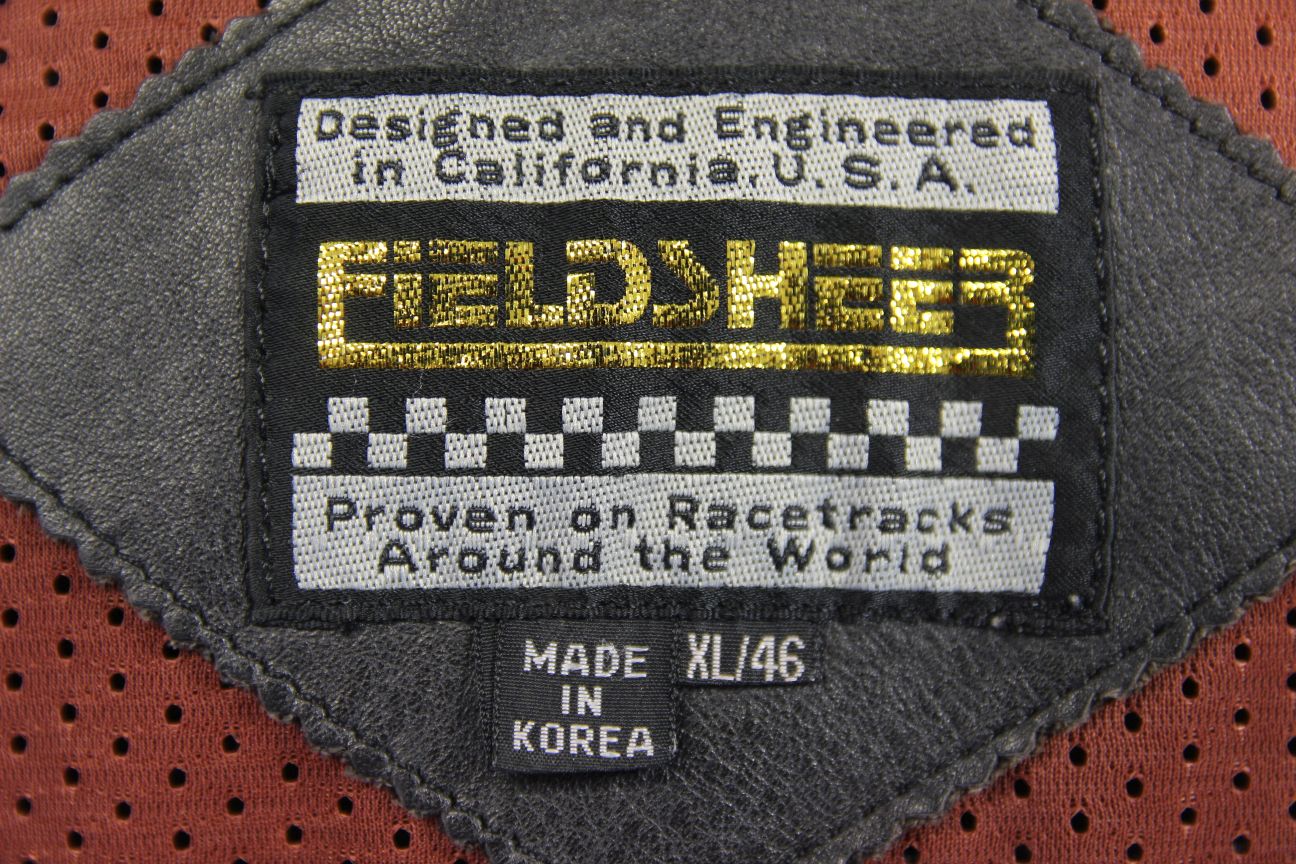 Designed and Engineered
in California, U.S.A.
FIELDSHEER
Proven on Racetracks
Around the World
MADE
IN
KOREA
XL/46